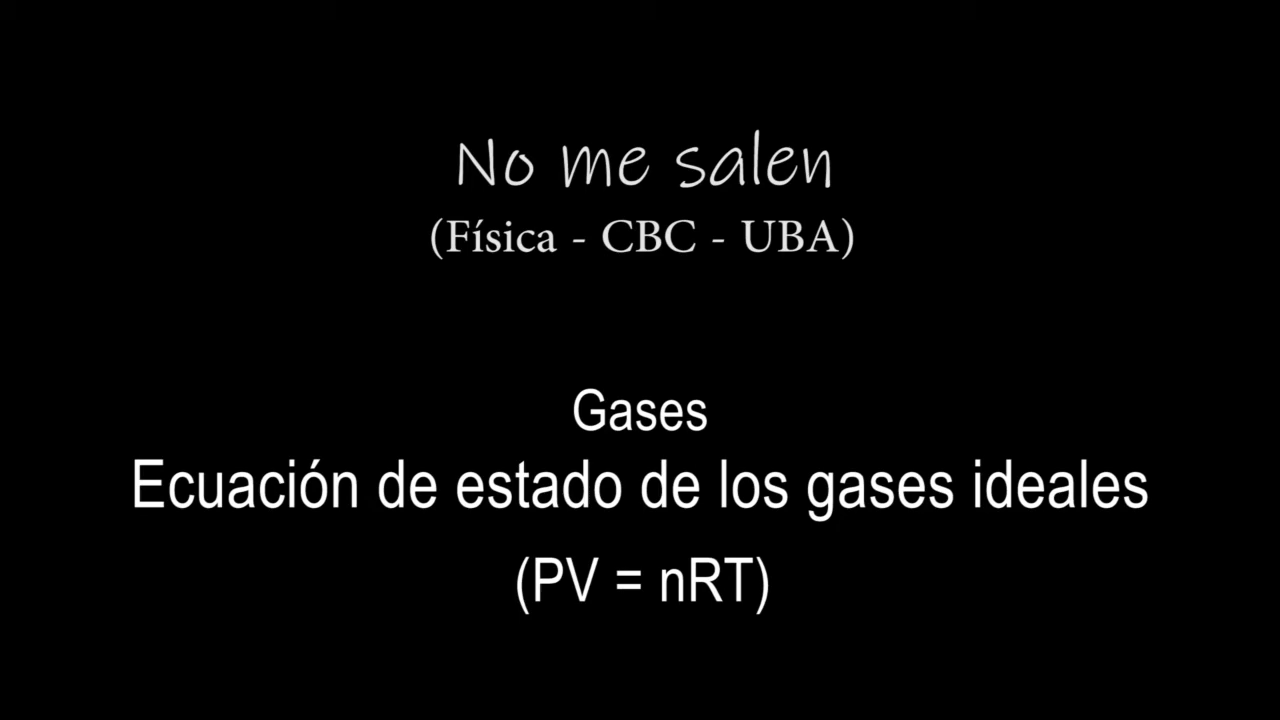 No me salen
(Física - CBC - UBA)
Gases
Ecuación de estado de los gases ideales
(PV = nRT)